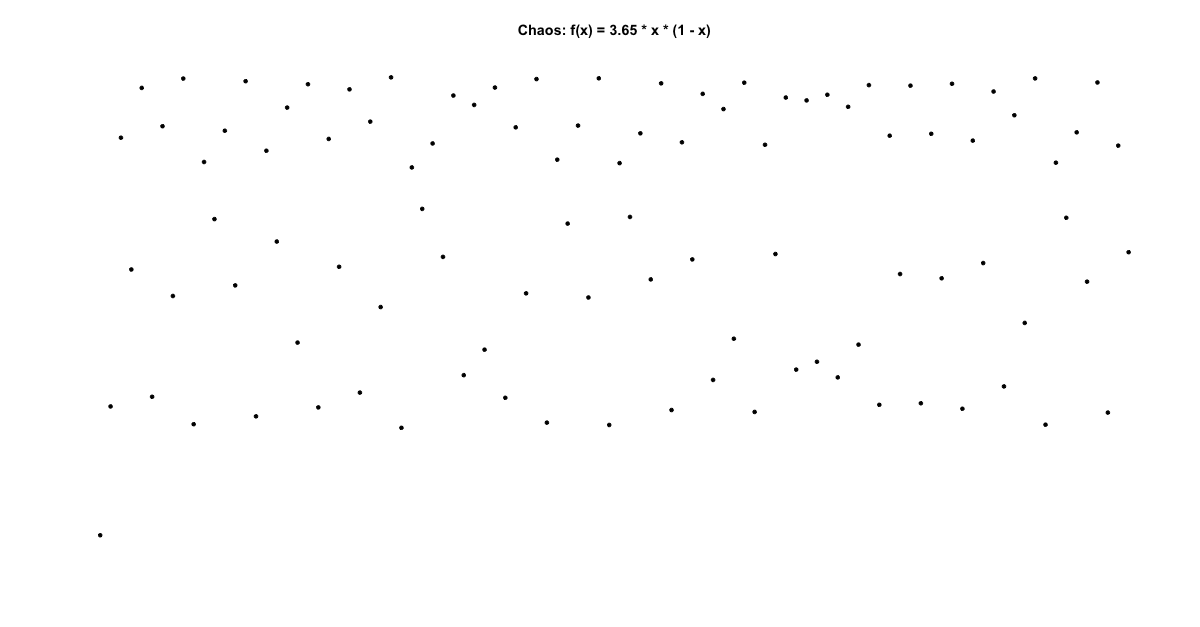 Chaos: f(x) = 3.65 * x * (1 - x)